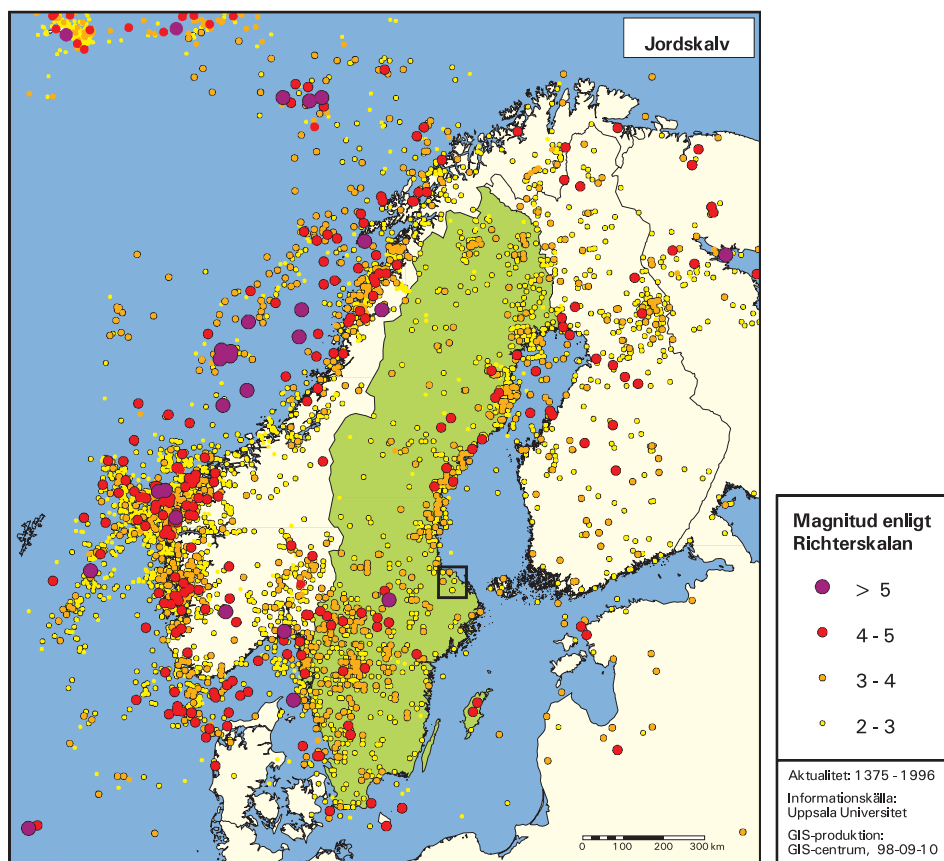 Jordskalv
Magnitud enligt
Richterskalan
> 5
4 - 5
3 - 4
2 - 3
0 100 200 300 km
Aktualitet: 1375 - 1996
Informationskälla:
Uppsala Universitet
GIS-produktion:
GIS-centrum, 98-09-10